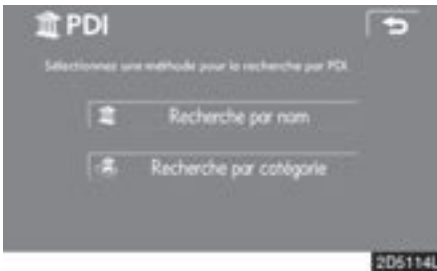 PDI
Sélectionnez une méthode pour la recherche par PDI.
Recherche par nom
Recherche par catégorie
2D5114L